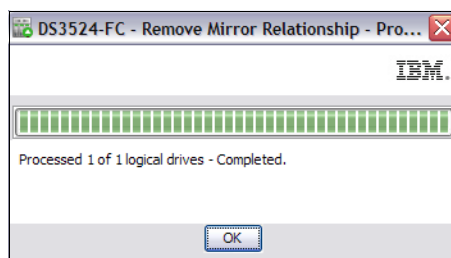 DS3524-FC - Remove Mirror Relationship - Pro...
IBM.
Processed 1 of 1 logical drives - Completed.
OK